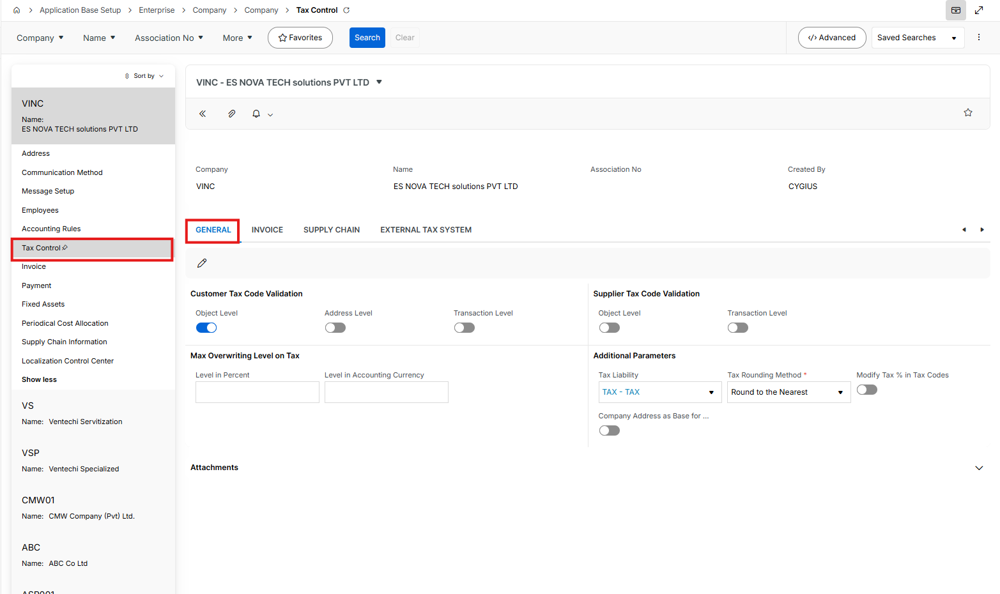 Application Base Setup > Enterprise > Company > Company > Tax Control
Company Name Association No More Favorites Search Clear </> Advanced Saved Searches
Sort by
VINC
Name:
ES NOVA TECH solutions PVT LTD
Address
Communication Method
Message Setup
Employees
Accounting Rules
Tax Control
Invoice
Payment
Fixed Assets
Periodical Cost Allocation
Supply Chain Information
Localization Control Center
Show less
VS
Name: Ventechi Servitization
VSP
Name: Ventechi Specialized
CMW01
Name: CMW Company (Pvt) Ltd.
ABC
Name: ABC Co Ltd
VINC - ES NOVA TECH solutions PVT LTD
Company Name Association No Created By
VINC ES NOVA TECH solutions PVT LTD CYGIUS
GENERAL INVOICE SUPPLY CHAIN EXTERNAL TAX SYSTEM
Customer Tax Code Validation
Object Level Address Level Transaction Level
Supplier Tax Code Validation
Object Level Transaction Level
Max Overwriting Level on Tax
Level in Percent Level in Accounting Currency
Additional Parameters
Tax Liability Tax Rounding Method * Modify Tax % in Tax Codes
TAX - TAX Round to the Nearest
Company Address as Base for ...
Attachments